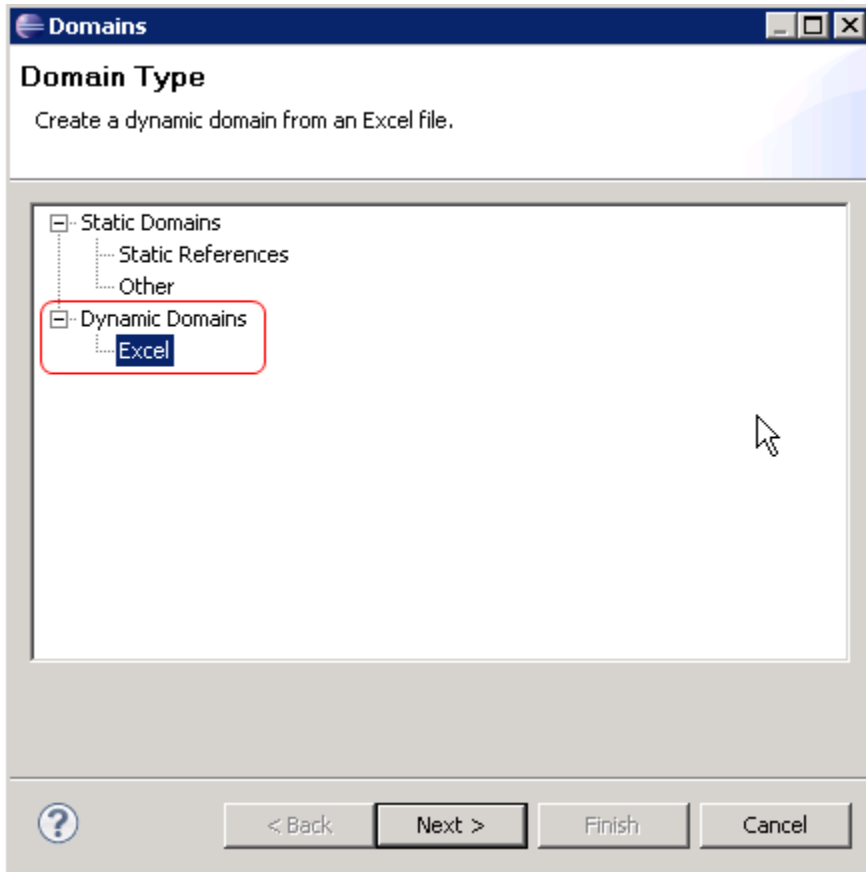 Domains
Domain Type
Create a dynamic domain from an Excel file.
Static Domains
Static References
Other
Dynamic Domains
Excel
? < Back Next > Finish Cancel